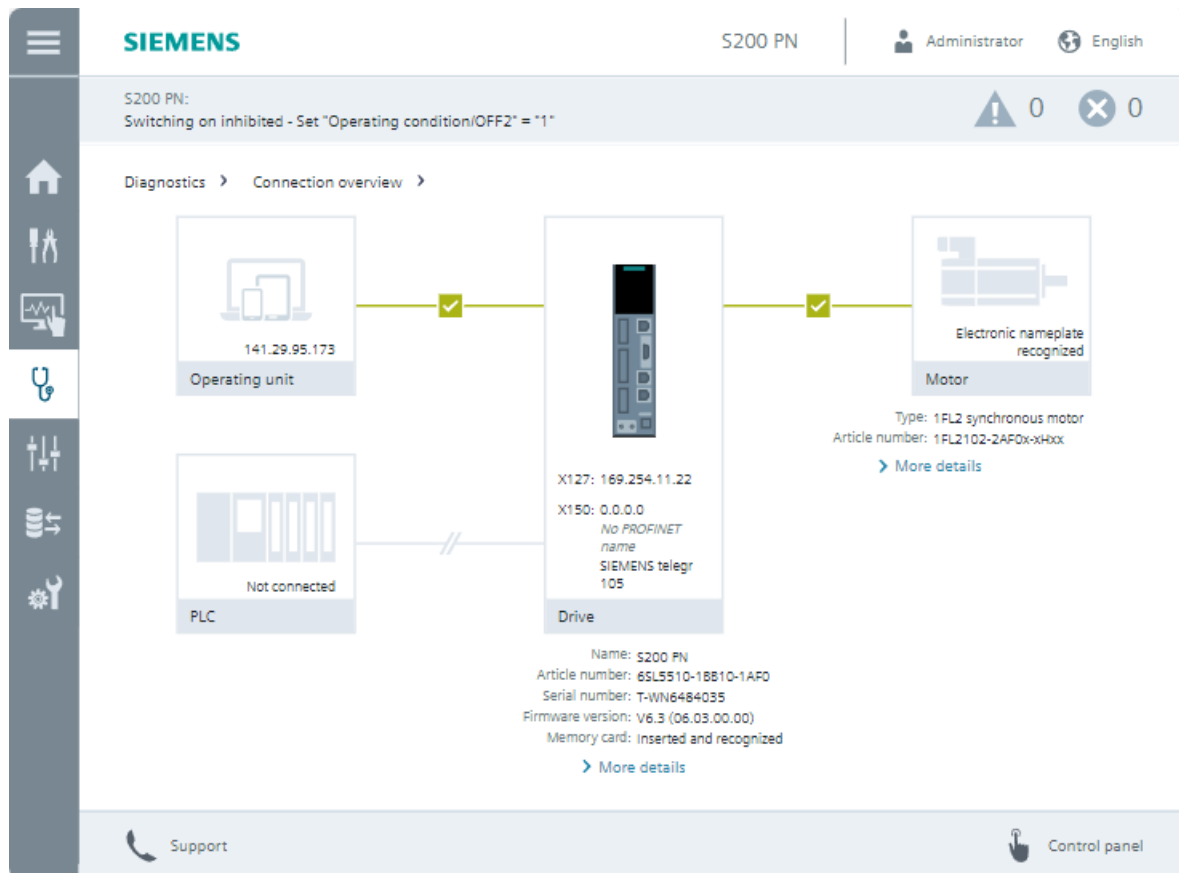 SIEMENS
S200 PN
Administrator
English
S200 PN:
Switching on inhibited - Set "Operating condition/OFF2" = "1"
0
0
Diagnostics
Connection overview
141.29.95.173
Operating unit
Electronic nameplate
recognized
Motor
Type: 1FL2 synchronous motor
Article number: 1FL2102-2AF0x-xHxx
More details
Not connected
PLC
X127: 169.254.11.22
X150: 0.0.0.0
No PROFINET
name
SIEMENS telegr
105
Drive
Name: S200 PN
Article number: 6SL5510-1BB10-1AF0
Serial number: T-WN6484035
Firmware version: V6.3 (06.03.00.00)
Memory card: Inserted and recognized
More details
Support
Control panel